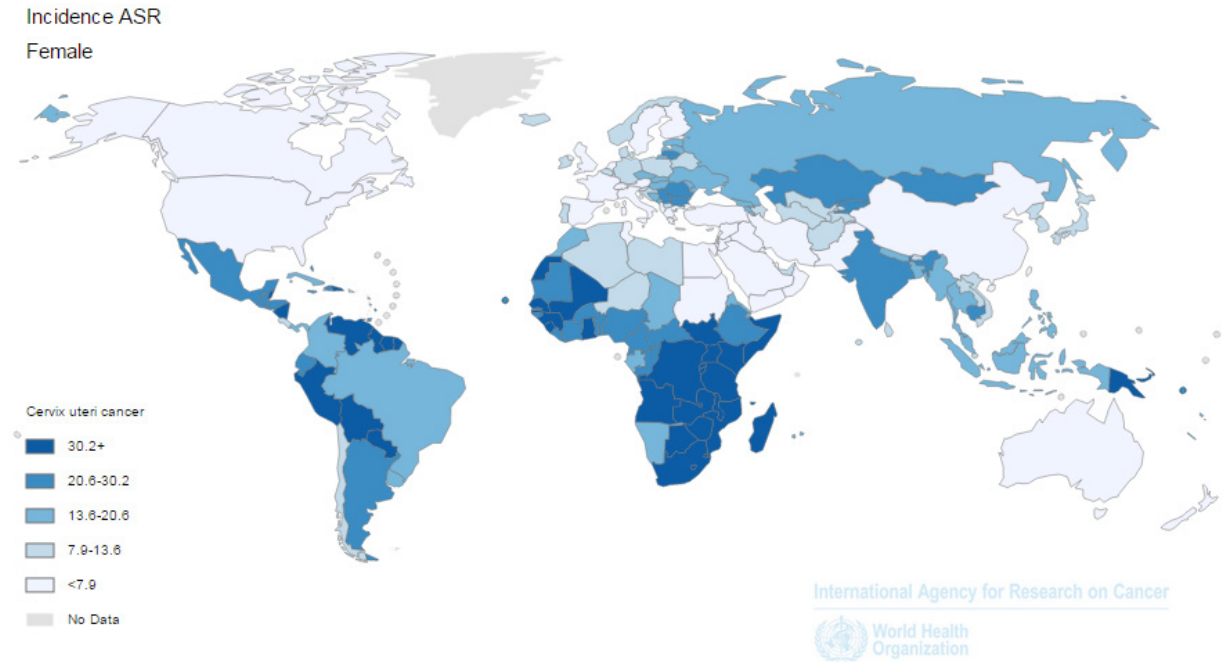 Incidence ASR
Female
Cervix uteri cancer
30.2+
20.6-30.2
13.6-20.6
7.9-13.6
<7.9
No Data
International Agency for Research on Cancer
World Health
Organization